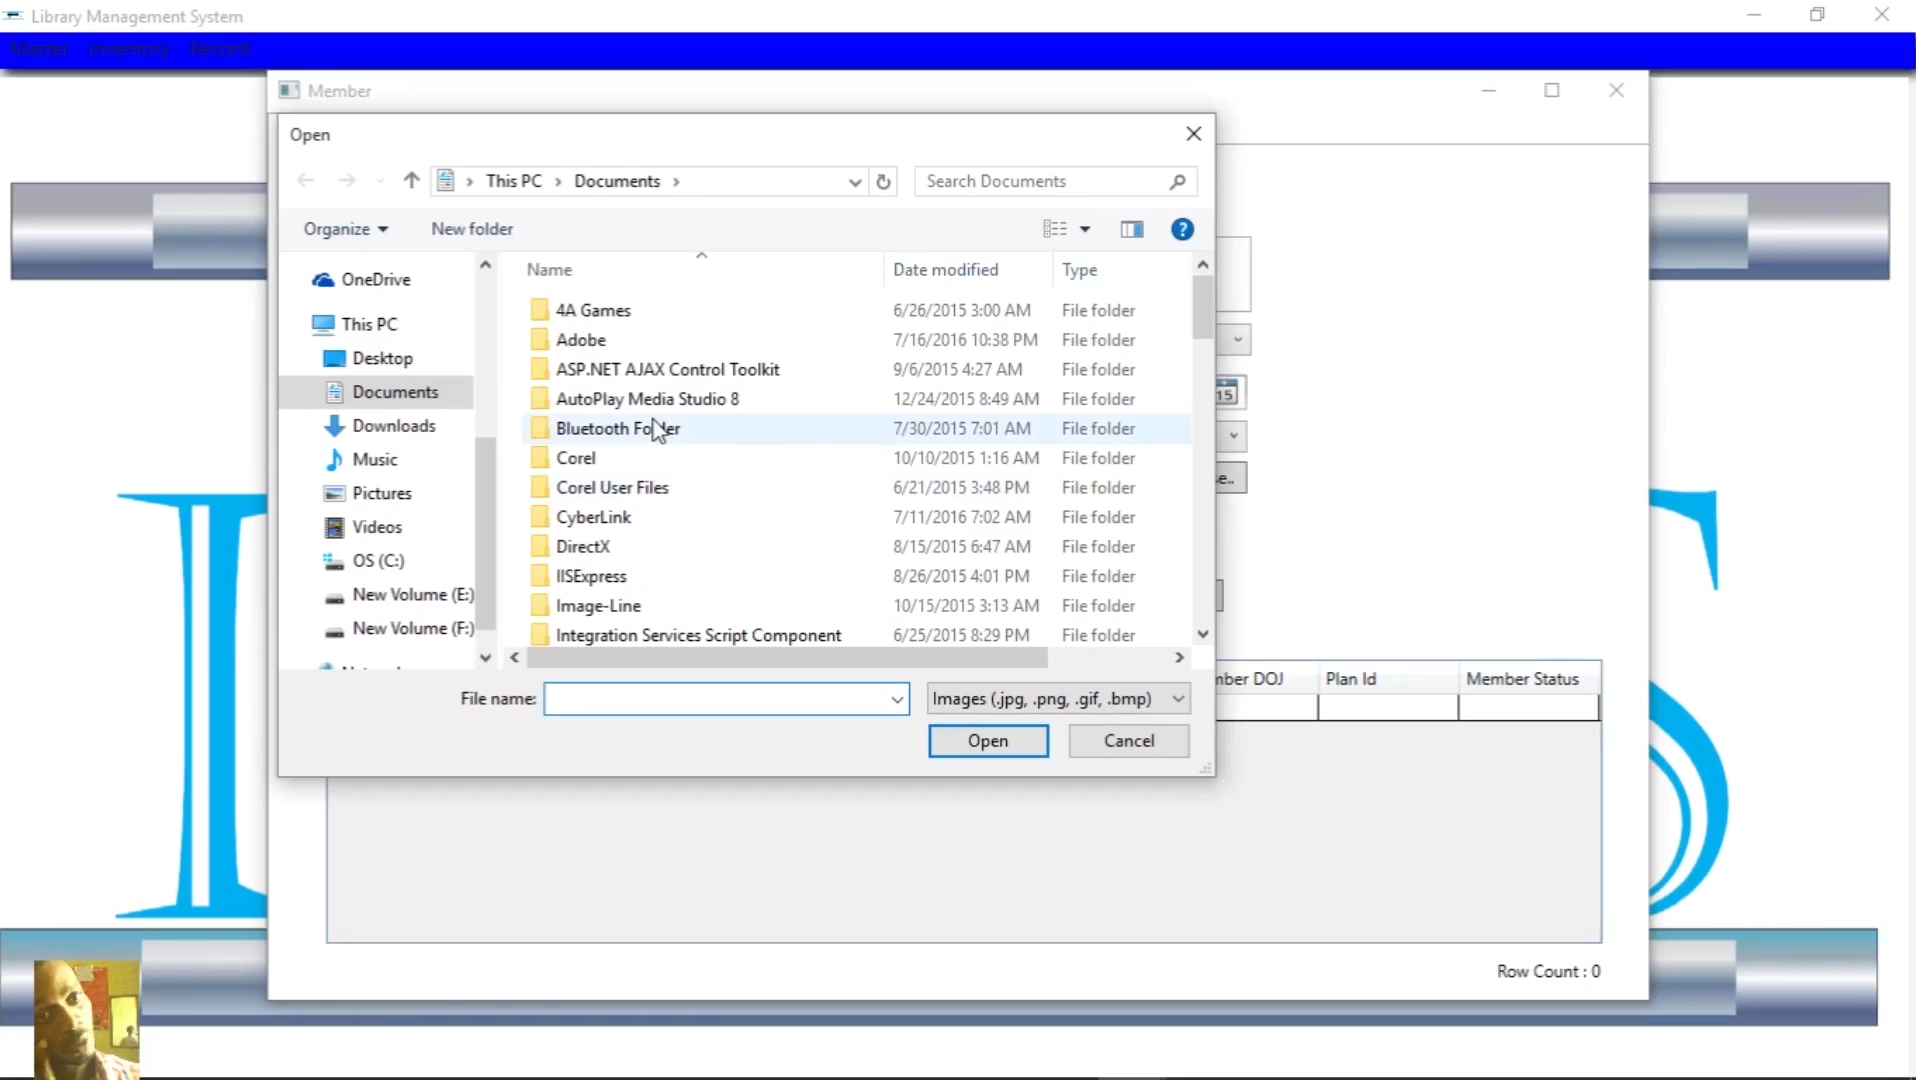 Library Management System
Master Inventory Record
Member
Open
This PC Documents
Search Documents
Organize New folder
Name Date modified Type
OneDrive
This PC
Desktop
Documents
Downloads
Music
Pictures
Videos
OS (C:)
New Volume (E:)
New Volume (F:)
4A Games 6/26/2015 3:00 AM File folder
Adobe 7/16/2016 10:38 PM File folder
ASP.NET AJAX Control Toolkit 9/6/2015 4:27 AM File folder
AutoPlay Media Studio 8 12/24/2015 8:49 AM File folder
Bluetooth Folder 7/30/2015 7:01 AM File folder
Corel 10/10/2015 1:16 AM File folder
Corel User Files 6/21/2015 3:48 PM File folder
CyberLink 7/11/2016 7:02 AM File folder
DirectX 8/15/2015 6:47 AM File folder
IISExpress 8/26/2015 4:01 PM File folder
Image-Line 10/15/2015 3:13 AM File folder
Integration Services Script Component 6/25/2015 8:29 PM File folder
15
File name: Images (.jpg, .png, .gif, .bmp)
Open Cancel
DOJ Plan Id Member Status
Row Count : 0